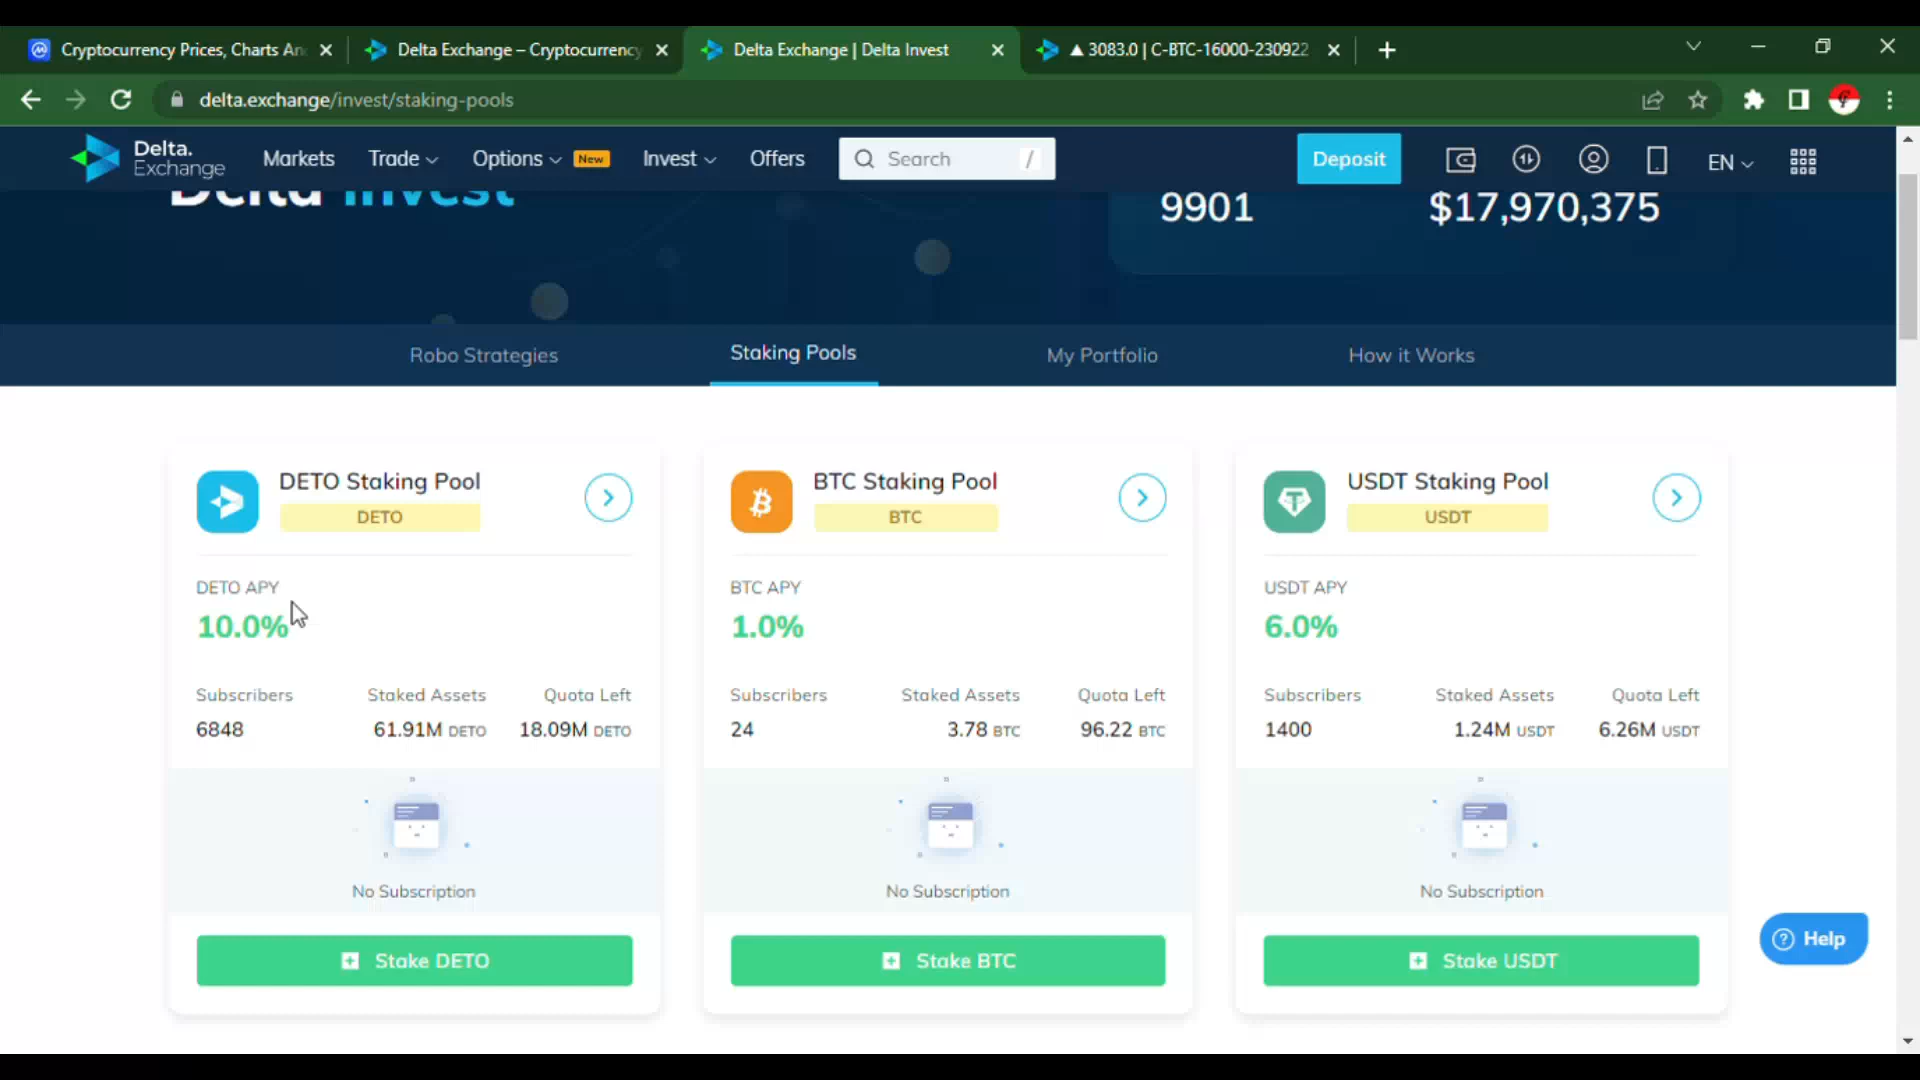 Cryptocurrency Prices, Charts An
Delta Exchange – Cryptocurrency
Delta Exchange | Delta Invest
▲ 3083.0 | C-BTC-16000-230922
delta.exchange/invest/staking-pools
Delta.
Exchange
Markets
Trade
Options
New
Invest
Offers
Search
/
Deposit
EN
Delta Invest
9901
$17,970,375
Robo Strategies
Staking Pools
My Portfolio
How it Works
DETO Staking Pool
DETO
DETO APY
10.0%
Subscribers Staked Assets Quota Left
6848 61.91M DETO 18.09M DETO
No Subscription
Stake DETO
BTC Staking Pool
BTC
BTC APY
1.0%
Subscribers Staked Assets Quota Left
24 3.78 BTC 96.22 BTC
No Subscription
Stake BTC
USDT Staking Pool
USDT
USDT APY
6.0%
Subscribers Staked Assets Quota Left
1400 1.24M USDT 6.26M USDT
No Subscription
Stake USDT
Help